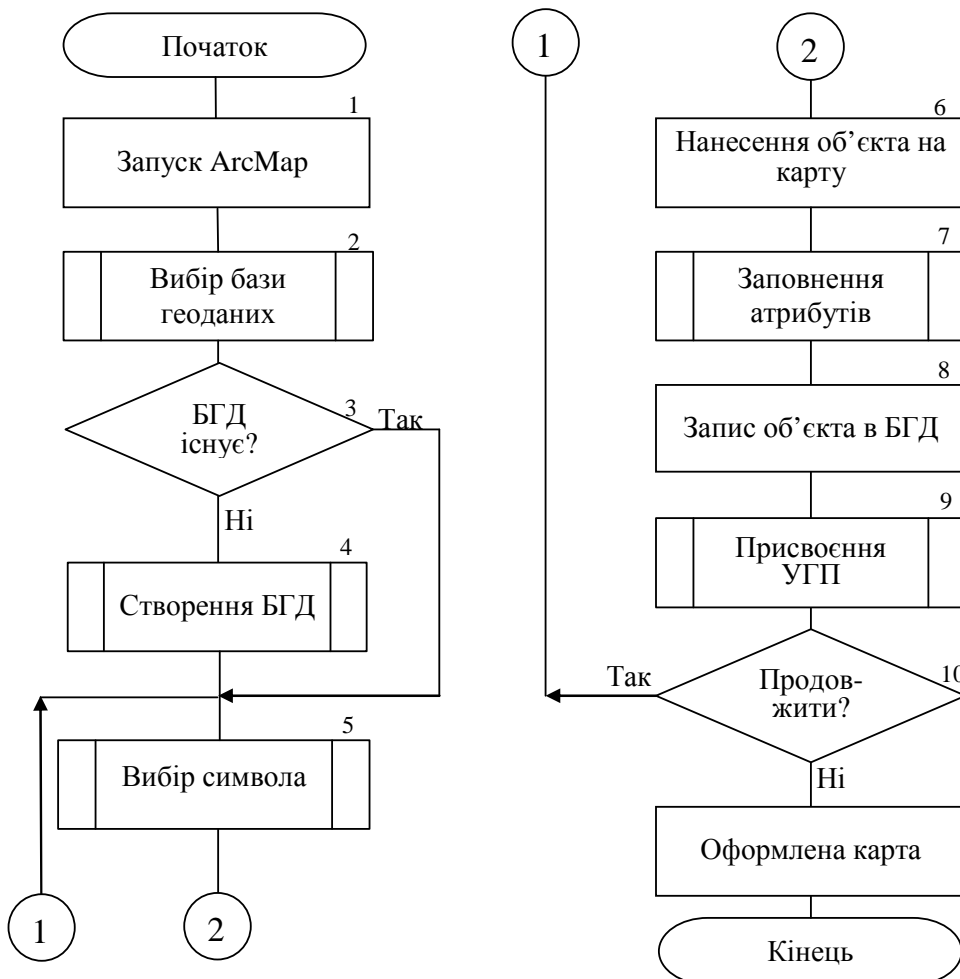 Початок
1
Запуск ArcMap
2
Вибір бази
геоданих
3
БГД
існує?
Так
Ні
4
Створення БГД
5
Вибір символа
1
2
1
2
6
Нанесення об’єкта на
карту
7
Заповнення
атрибутів
8
Запис об’єкта в БГД
9
Присвоєння
УГП
10
Так
Продов-
жити?
Ні
Оформлена карта
Кінець